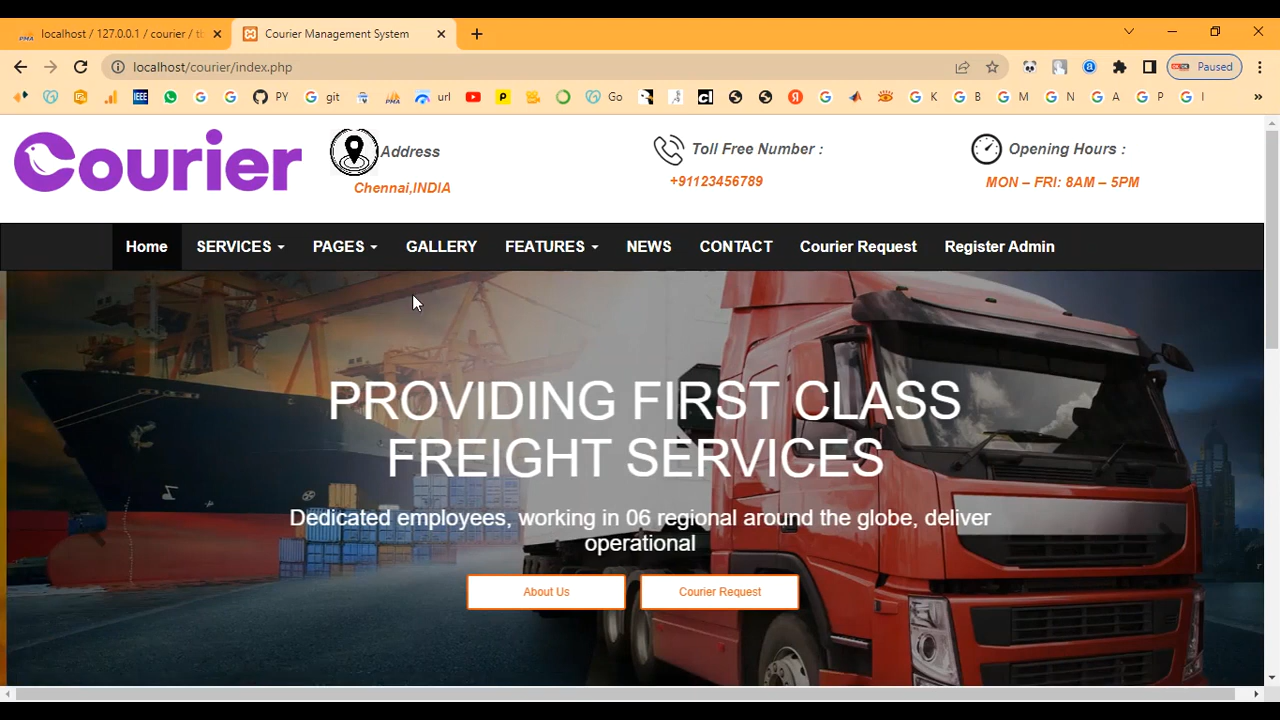 localhost / 127.0.0.1 / courier / tb
Courier Management System
localhost/courier/index.php
Paused
PY
git
url
Go
K
B
M
N
A
P
I
Courier
Address
Chennai,INDIA
Toll Free Number :
+91123456789
Opening Hours :
MON – FRI: 8AM – 5PM
Home
SERVICES
PAGES
GALLERY
FEATURES
NEWS
CONTACT
Courier Request
Register Admin
PROVIDING FIRST CLASS
FREIGHT SERVICES
Dedicated employees, working in 06 regional around the globe, deliver
operational
About Us
Courier Request